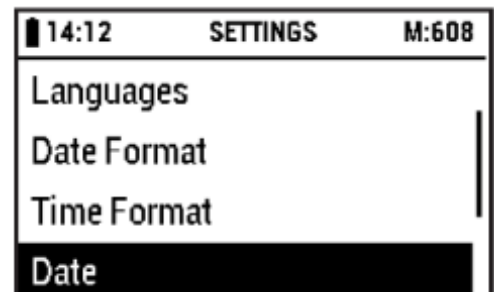 14:12 SETTINGS M:608
Languages
Date Format
Time Format
Date